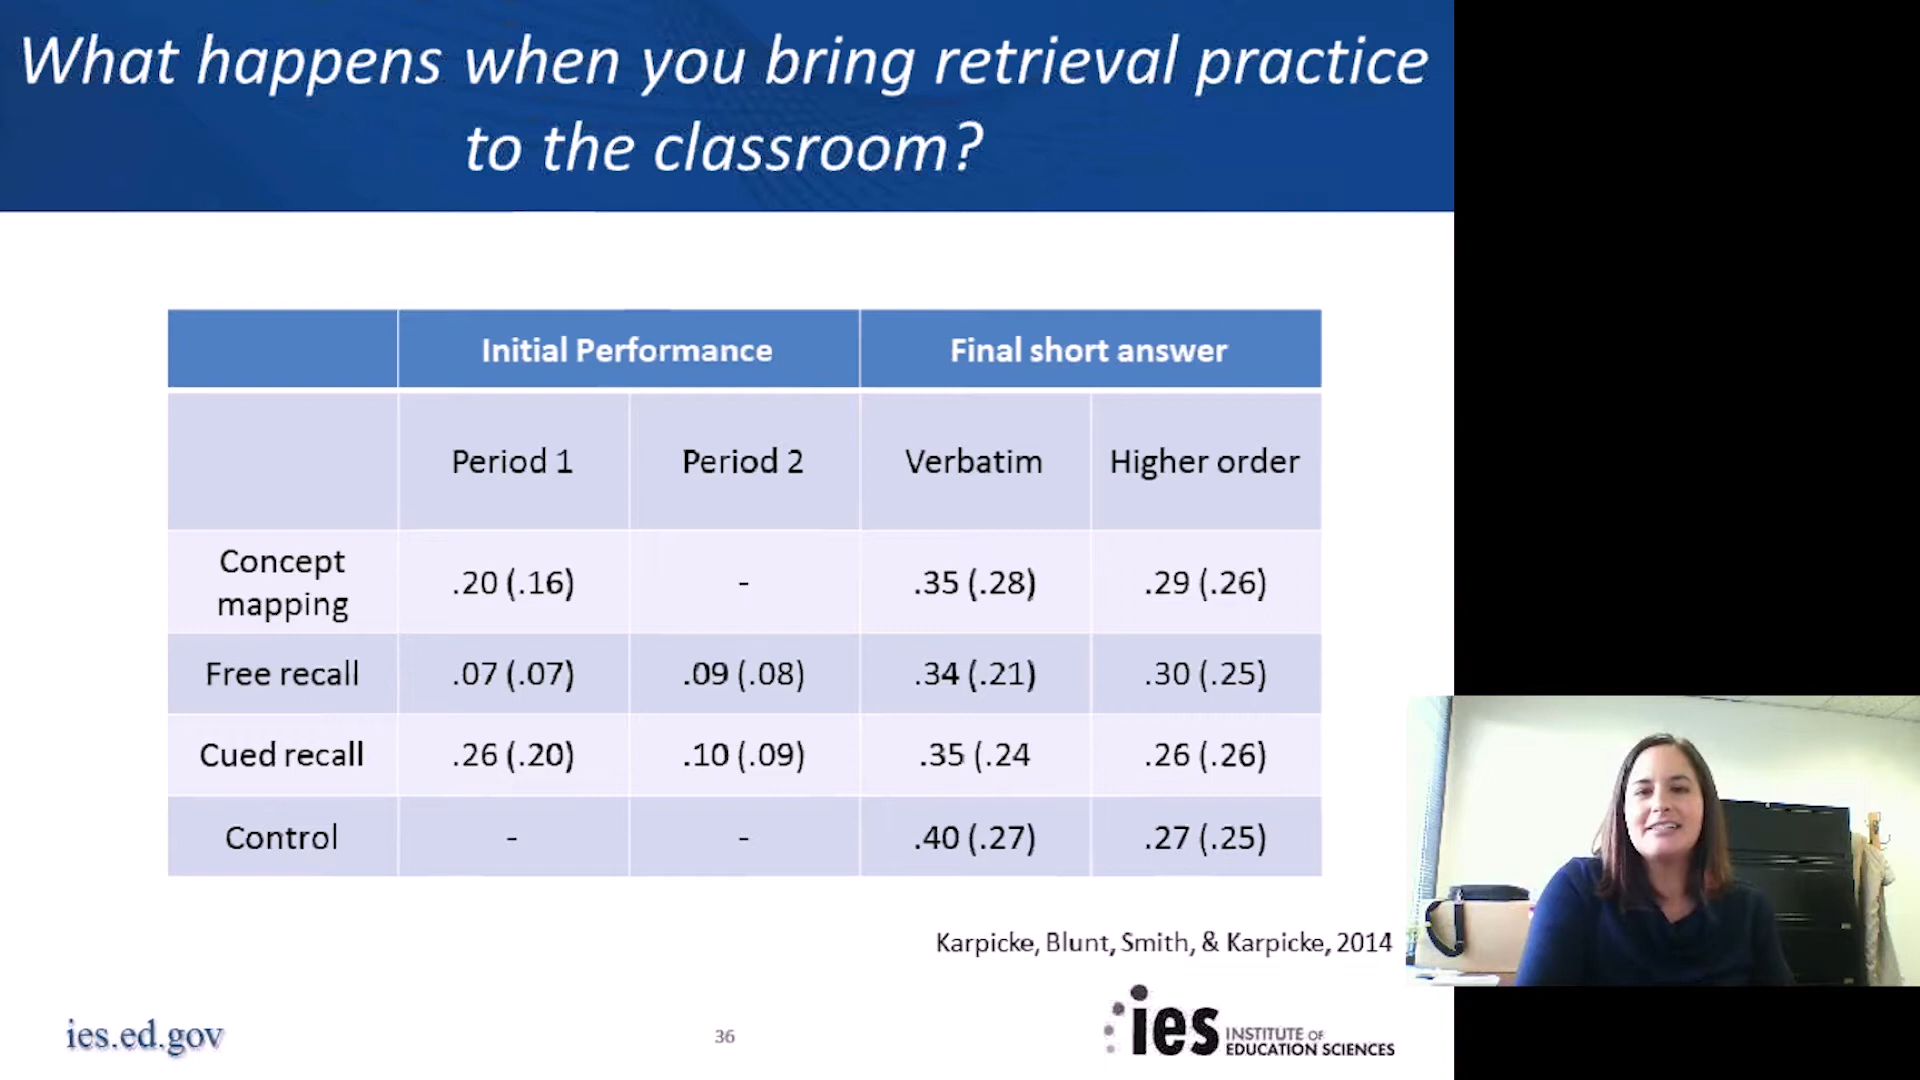 What happens when you bring retrieval practice
to the classroom?
Initial Performance Final short answer
Period 1 Period 2 Verbatim Higher order
Concept
mapping .20 (.16) - .35 (.28) .29 (.26)
Free recall .07 (.07) .09 (.08) .34 (.21) .30 (.25)
Cued recall .26 (.20) .10 (.09) .35 (.24 .26 (.26)
Control - - .40 (.27) .27 (.25)
Karpicke, Blunt, Smith, & Karpicke, 2014
ies.ed.gov
36
ies INSTITUTE OF
EDUCATION SCIENCES